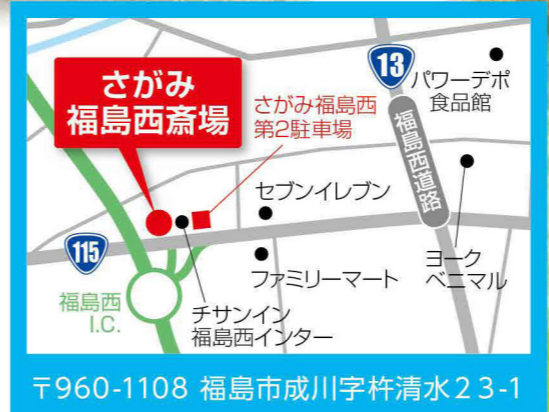 さがみ
福島西斎場
さがみ福島西
第2駐車場
13
パワーデポ
食品館
福島西道路
セブンイレブン
115
ファミリーマート
ヨーク
ベニマル
福島西
I.C.
チサンイン
福島西インター
〒960-1108 福島市成川字杵清水23-1